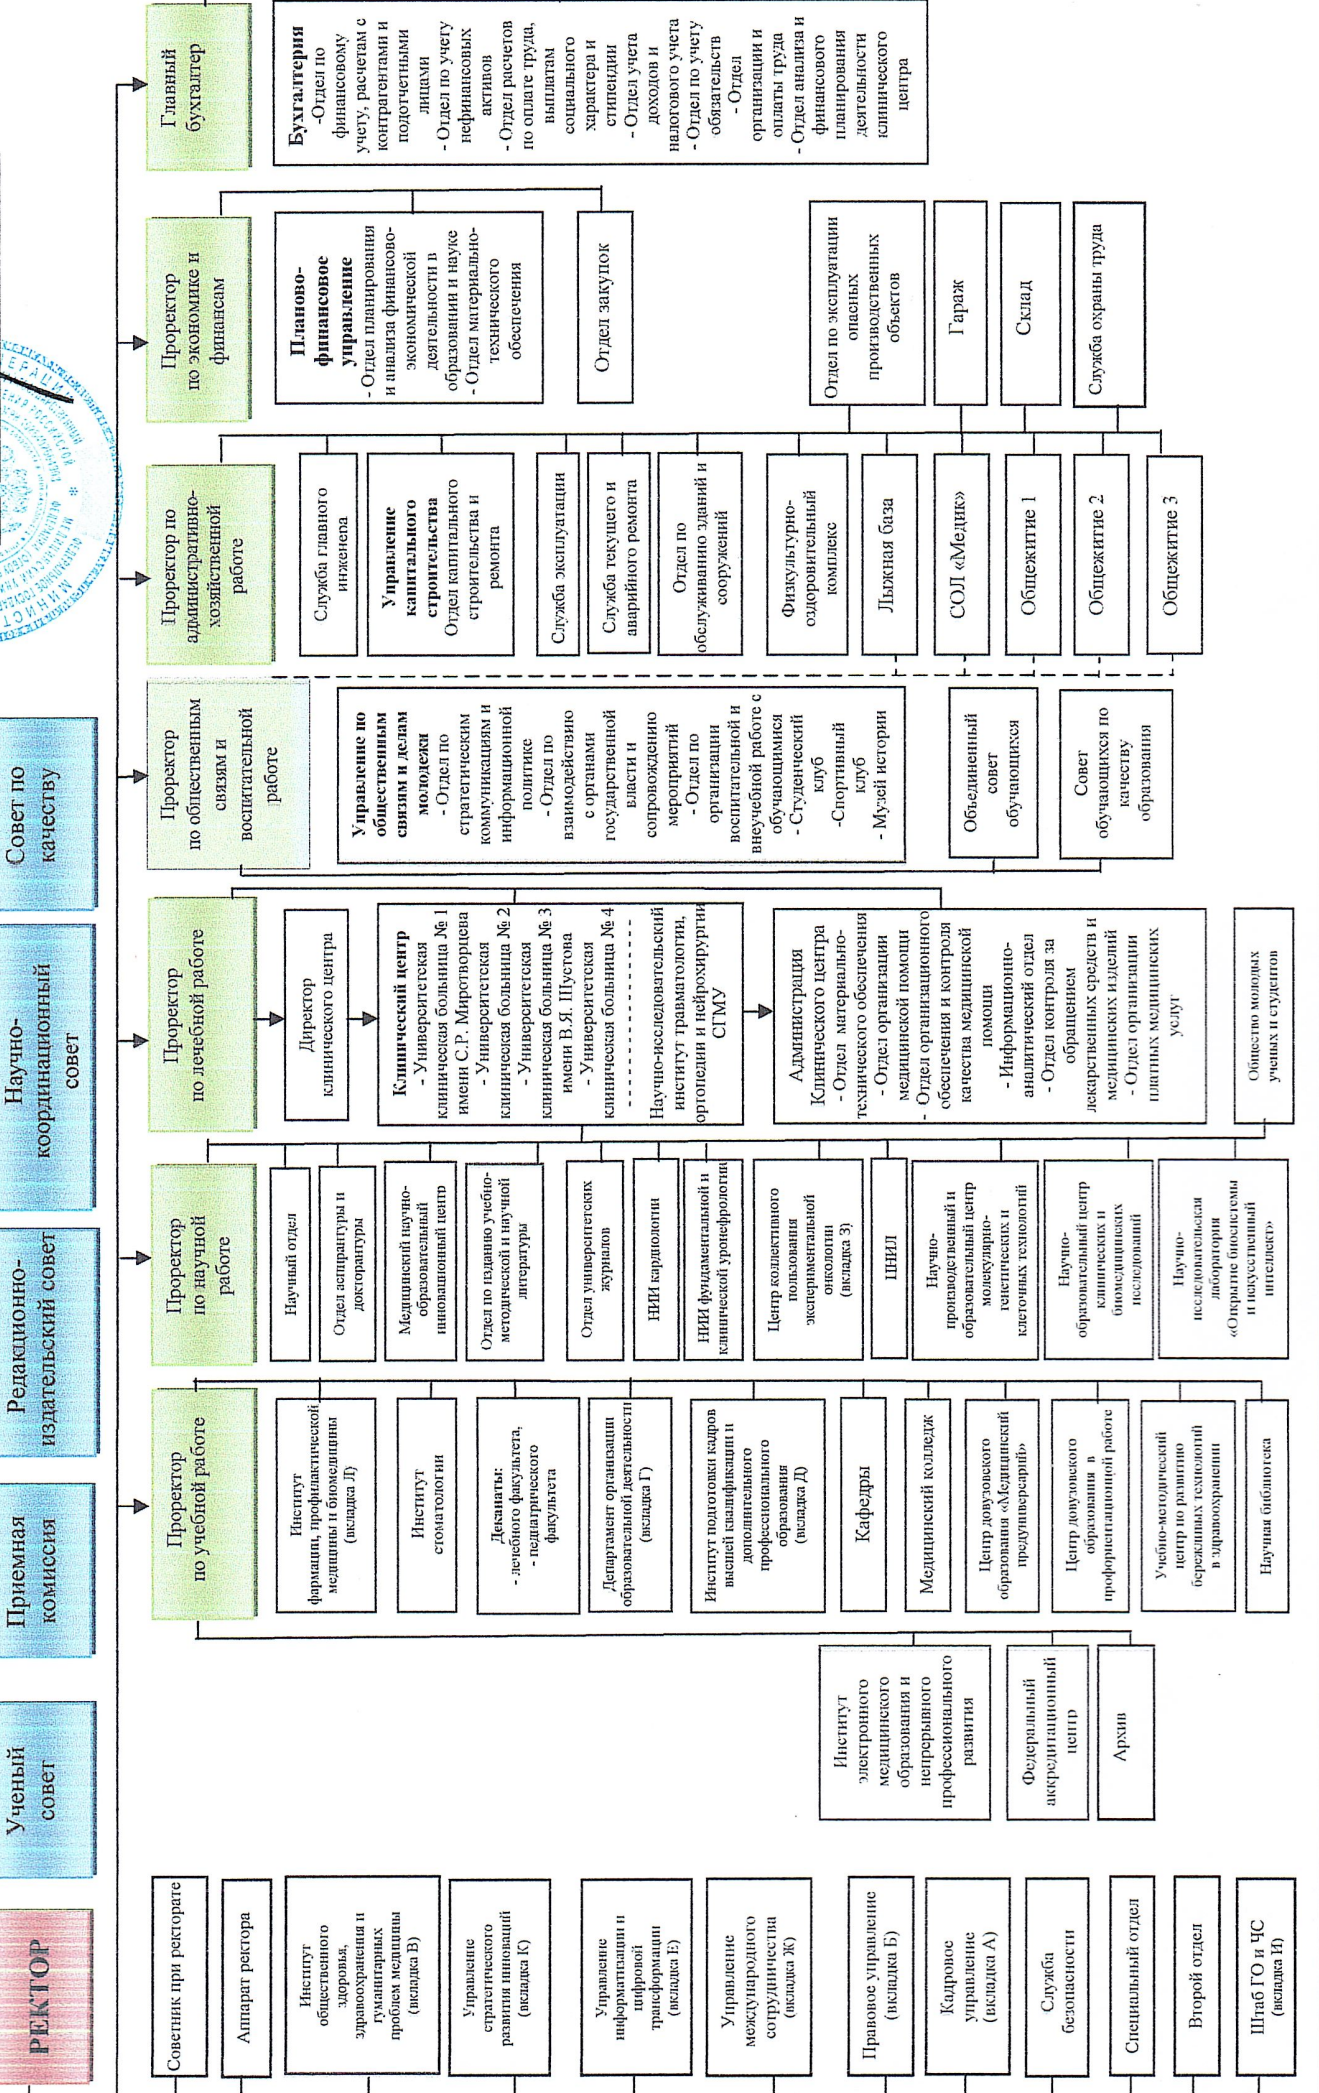 РЕКТОР
Ученый
совет
Приемная
комиссия
Редакционно-
издательский совет
Научно-
координационный
совет
Совет по
качеству
Советник при ректорате
Аппарат ректора
Институт
общественного
здоровья,
здравоохранения и
гуманитарных
проблем медицины
(вкладка В)
Управление
стратегического
развития инноваций
(вкладка К)
Управление
информатизации и
цифровой
трансформации
(вкладка Е)
Управление
международного
сотрудничества
(вкладка Ж)
Правовое управление
(вкладка Б)
Кадровое
управление
(вкладка А)
Служба
безопасности
Специальный отдел
Второй отдел
Штаб ГО и ЧС
(вкладка И)
Институт
электронного
медицинского
образования и
непрерывного
профессионального
развития
Федеральный
аккредитационный
центр
Архив
Проректор
по учебной работе
Институт
фармации, профилактической
медицины и биомедицины
(вкладка Л)
Институт
стоматологии
Деканаты:
- лечебного факультета,
- педиатрического
факультета
Департамент организации
образовательной деятельности
(вкладка Г)
Институт подготовки кадров
высшей квалификации и
дополнительного
профессионального
образования
(вкладка Д)
Кафедры
Медицинский колледж
Центр довузовского
образования «Медицинский
предуниверсарий»
Центр довузовского
образования в
профориентационной работе
Учебно-методический
центр по развитию
бережливых технологий
в здравоохранении
Научная библиотека
Проректор
по научной
работе
Научный отдел
Отдел аспирантуры и
докторантуры
Медицинский научно-
образовательный
инновационный центр
Отдел по изданию учебно-
методической и научной
литературы
Отдел университетских
журналов
НИИ кардиологии
НИИ фундаментальной и
клинической уронефрологии
Центр коллективного
пользования
экспериментальной
онкологии
(вкладка З)
ЦНИЛ
Научно-
производственный и
образовательный центр
молекулярно-
генетических и
клеточных технологий
Научно-
образовательный центр
клинических и
биомедицинских
исследований
Научно-
исследовательская
лаборатория
«Открытие биосистемы
и искусственный
интеллект»
Проректор
по лечебной работе
Директор
клинического центра
Клинический центр
- Университетская
клиническая больница № 1
имени С.Р. Миротворцева
- Университетская
клиническая больница № 2
- Университетская
клиническая больница № 3
имени В.Я. Шустова
- Университетская
клиническая больница № 4
Научно-исследовательский
институт травматологии,
ортопедии и нейрохирургии
СГМУ
Администрация
Клинического центра
- Отдел материально-
технического обеспечения
- Отдел организации
медицинской помощи
- Отдел организационного
обеспечения и контроля
качества медицинской
помощи
- Информационно-
аналитический отдел
- Отдел контроля за
обращением
лекарственных средств и
медицинских изделий
- Отдел организации
платных медицинских
услуг
Общество молодых
ученых и студентов
Проректор
по общественным
связям и
воспитательной
работе
Управление по
общественным
связям и делам
молодежи
- Отдел по
стратегическим
коммуникациям и
информационной
политике
- Отдел по
взаимодействию
с органами
государственной
власти и
сопровождению
мероприятий
- Отдел по
организации
воспитательной и
внеучебной работе с
обучающимися
- Студенческий
клуб
-Спортивный
клуб
- Музей истории
Объединенный
совет
обучающихся
Совет
обучающихся по
качеству
образования
Проректор по
административно-
хозяйственной
работе
Служба главного
инженера
Управление
капитального
строительства
Отдел капитального
строительства и
ремонта
Служба эксплуатации
Служба текущего и
аварийного ремонта
Отдел по
обслуживанию зданий и
сооружений
Физкультурно-
оздоровительный
комплекс
Лыжная база
СОЛ «Медик»
Общежитие 1
Общежитие 2
Общежитие 3
Отдел по эксплуатации
опасных
производственных
объектов
Гараж
Склад
Служба охраны труда
Проректор
по экономике и
финансам
Планово-
финансовое
управление
- Отдел планирования
и анализа финансово-
экономической
деятельности в
образовании и науке
- Отдел материально-
технического
обеспечения
Отдел закупок
Главный
бухгалтер
Бухгалтерия
-Отдел по
финансовому
учету, расчетам с
контрагентами и
подотчетными
лицами
- Отдел по учету
нефинансовых
активов
- Отдел расчетов
по оплате труда,
выплатам
социального
характера и
стипендии
- Отдел учета
доходов и
налогового учета
- Отдел по учету
обязательств
- Отдел
организации и
оплаты труда
- Отдел анализа и
финансового
планирования
деятельности
клинического
центра